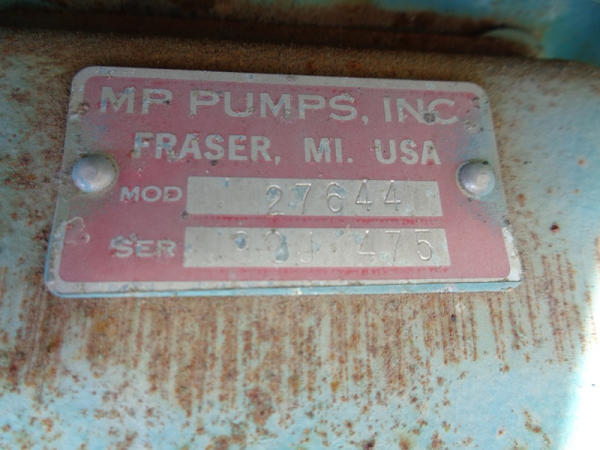 MP PUMPS, INC.
FRASER, MI. USA
MOD 27644
SER 475